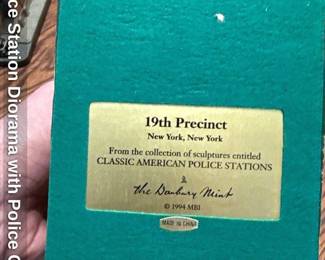 ce Station Diorama with Police C
19th Precinct
New York, New York
From the collection of sculptures entitled
CLASSIC AMERICAN POLICE STATIONS
The Danbury Mint
© 1994 MBI
MADE IN CHINA